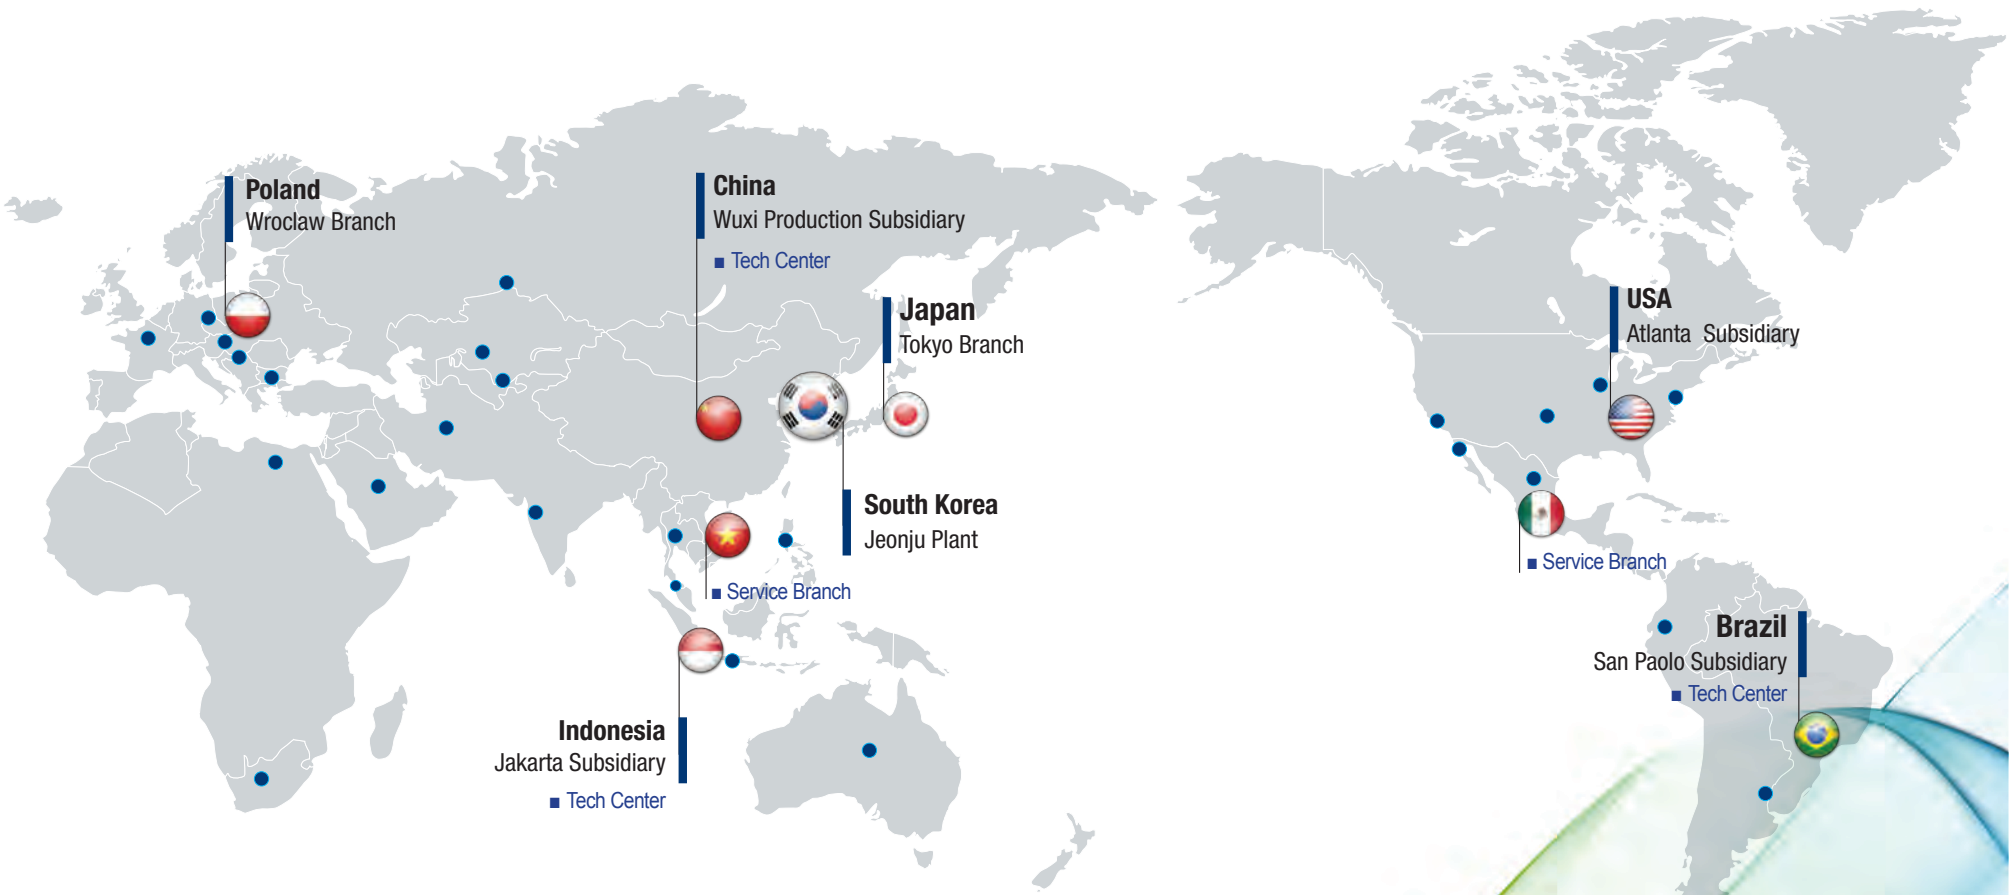 Poland
Wroclaw Branch
China
Wuxi Production Subsidiary
■ Tech Center
Japan
Tokyo Branch
South Korea
Jeonju Plant
■ Service Branch
Indonesia
Jakarta Subsidiary
■ Tech Center
USA
Atlanta Subsidiary
■ Service Branch
Brazil
San Paolo Subsidiary
■ Tech Center